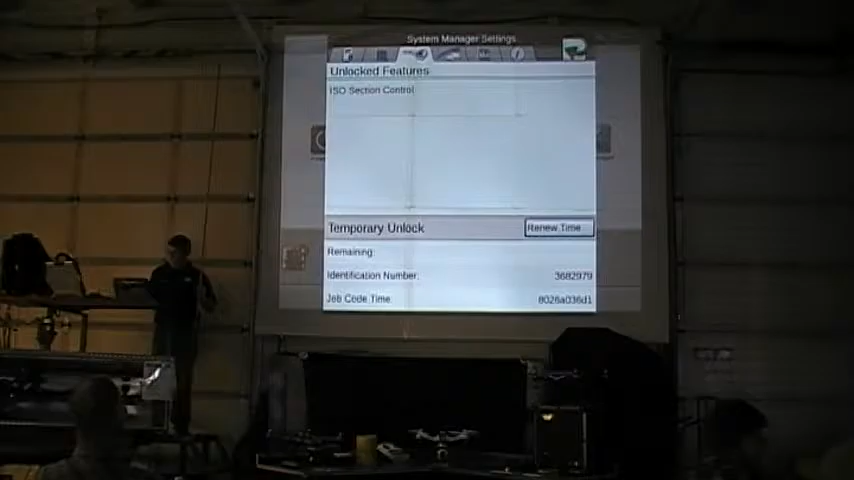 System Manager Settings
Unlocked Features
ISO Section Control
Temporary Unlock
Renew Time
Remaining:
Identification Number: 3682979
Job Code Time 8026a036d1